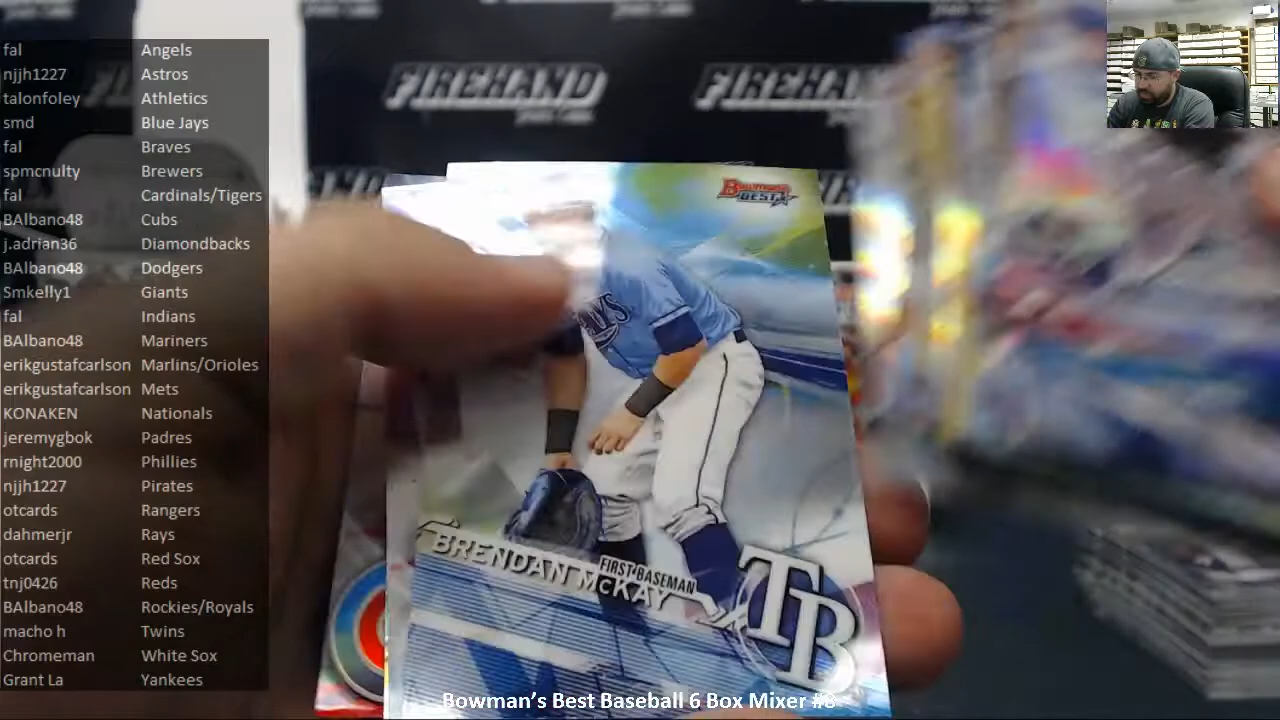 FIREHAND
FIREHAND
fal Angels
njjh1227 Astros
talonfoley Athletics
smd Blue Jays
fal Braves
spmcnulty Brewers
fal Cardinals/Tigers
BAlbano48 Cubs
j.adrian36 Diamondbacks
BAlbano48 Dodgers
Smkelly1 Giants
fal Indians
BAlbano48 Mariners
erikgustafcarlson Marlins/Orioles
erikgustafcarlson Mets
KONAKEN Nationals
jeremygbok Padres
rnight2000 Phillies
njjh1227 Pirates
otcards Rangers
dahmerjr Rays
otcards Red Sox
tnj0426 Reds
BAlbano48 Rockies/Royals
macho h Twins
Chromeman White Sox
Grant La Yankees
BOWMAN'S
BEST
RAYS
FIRST BASEMAN
BRENDAN McKAY
TB
Bowman's Best Baseball 6 Box Mixer #8